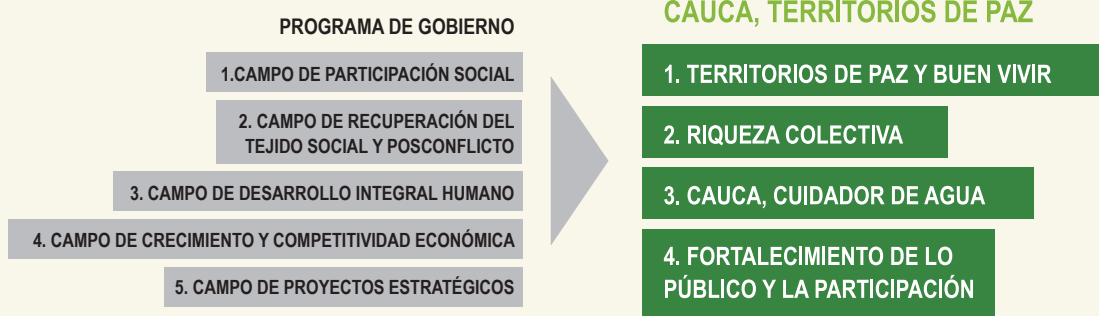 PROGRAMA DE GOBIERNO
1.CAMPO DE PARTICIPACIÓN SOCIAL
2. CAMPO DE RECUPERACIÓN DEL
TEJIDO SOCIAL Y POSCONFLICTO
3. CAMPO DE DESARROLLO INTEGRAL HUMANO
4. CAMPO DE CRECIMIENTO Y COMPETITIVIDAD ECONÓMICA
5. CAMPO DE PROYECTOS ESTRATÉGICOS
CAUCA, TERRITORIOS DE PAZ
1. TERRITORIOS DE PAZ Y BUEN VIVIR
2. RIQUEZA COLECTIVA
3. CAUCA, CUIDADOR DE AGUA
4. FORTALECIMIENTO DE LO
PÚBLICO Y LA PARTICIPACIÓN